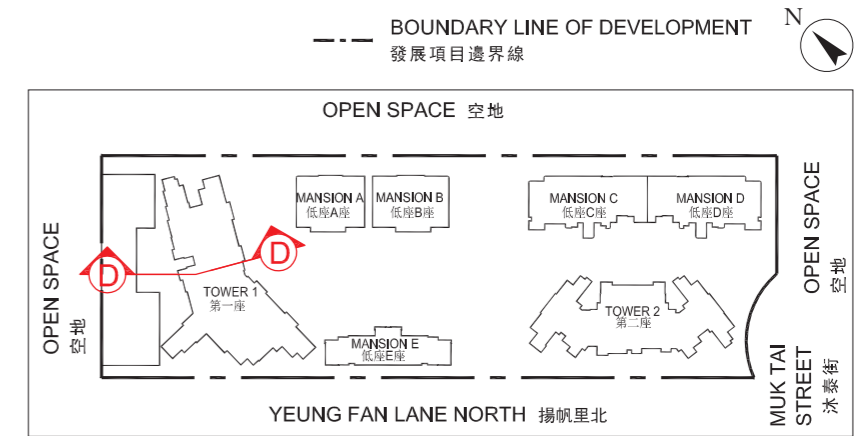 BOUNDARY LINE OF DEVELOPMENT
發展項目邊界線
N
OPEN SPACE 空地
MANSION A
低座A座
MANSION B
低座B座
MANSION C
低座C座
MANSION D
低座D座
OPEN SPACE
空地
D
D
TOWER 1
第一座
MANSION E
低座E座
TOWER 2
第二座
OPEN SPACE
空地
MUK TAI
STREET
沐泰街
YEUNG FAN LANE NORTH 揚帆里北